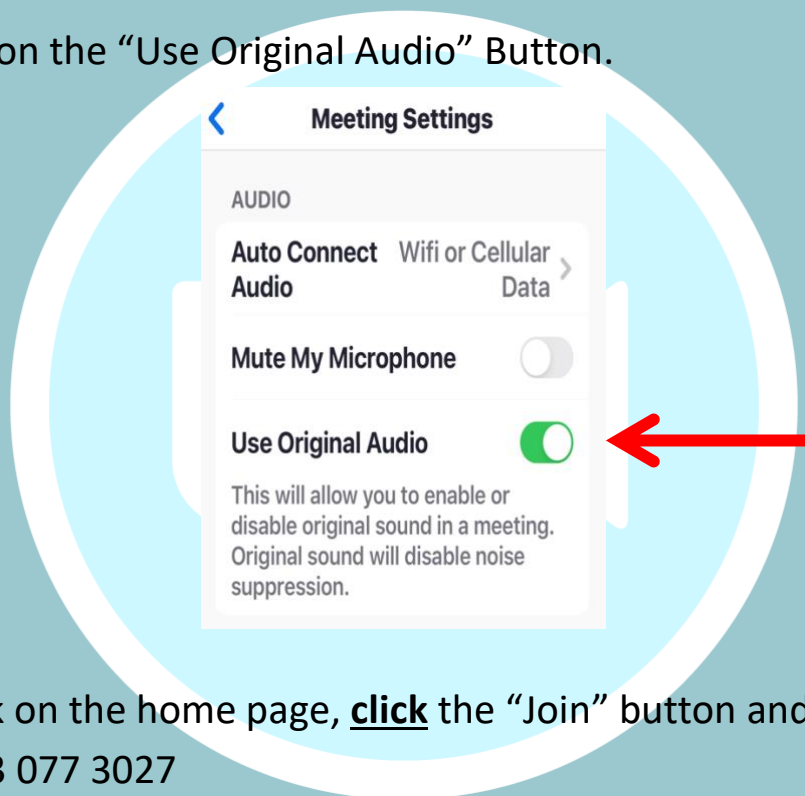 on the “Use Original Audio” Button.
Meeting Settings
AUDIO
Auto Connect Audio
Wifi or Cellular Data
Mute My Microphone
Use Original Audio
This will allow you to enable or
disable original sound in a meeting.
Original sound will disable noise
suppression.
on the home page, click the “Join” button and
077 3027